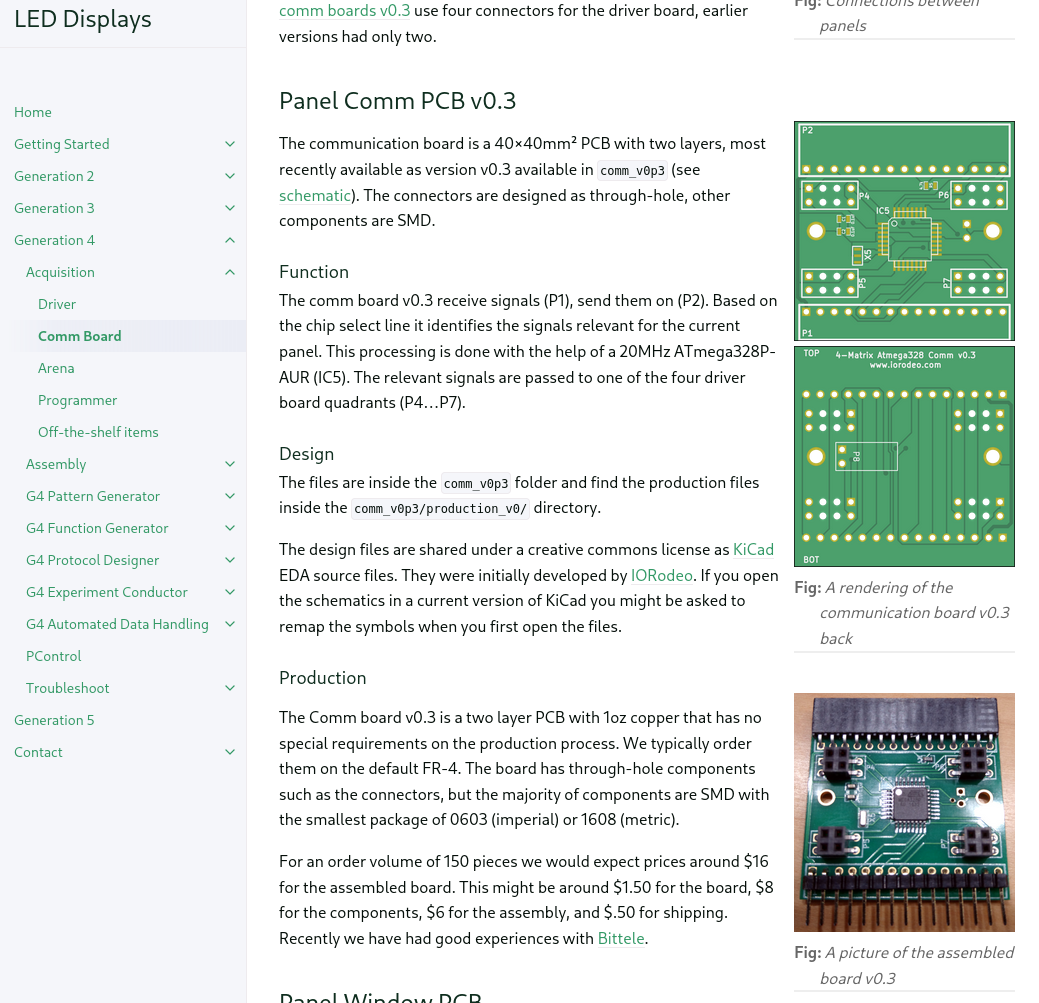 LED Displays
Home
Getting Started
Generation 2
Generation 3
Generation 4
Acquisition
Driver
Comm Board
Arena
Programmer
Off-the-shelf items
Assembly
G4 Pattern Generator
G4 Function Generator
G4 Protocol Designer
G4 Experiment Conductor
G4 Automated Data Handling
PControl
Troubleshoot
Generation 5
Contact
comm boards v0.3 use four connectors for the driver board, earlier
versions had only two.
Fig: Connections between
panels
Panel Comm PCB v0.3
The communication board is a 40×40mm² PCB with two layers, most
recently available as version v0.3 available in comm_v0p3 (see
schematic). The connectors are designed as through-hole, other
components are SMD.
Function
The comm board v0.3 receive signals (P1), send them on (P2). Based on
the chip select line it identifies the signals relevant for the current
panel. This processing is done with the help of a 20MHz ATmega328P-
AUR (IC5). The relevant signals are passed to one of the four driver
board quadrants (P4…P7).
Design
The files are inside the comm_v0p3 folder and find the production files
inside the comm_v0p3/production_v0/ directory.
The design files are shared under a creative commons license as KiCad
EDA source files. They were initially developed by IORodeo. If you open
the schematics in a current version of KiCad you might be asked to
remap the symbols when you first open the files.
Production
The Comm board v0.3 is a two layer PCB with 1oz copper that has no
special requirements on the production process. We typically order
them on the default FR-4. The board has through-hole components
such as the connectors, but the majority of components are SMD with
the smallest package of 0603 (imperial) or 1608 (metric).
For an order volume of 150 pieces we would expect prices around $16
for the assembled board. This might be around $1.50 for the board, $8
for the components, $6 for the assembly, and $.50 for shipping.
Recently we have had good experiences with Bittele.
Panel Window PCB
P2
P4
P6
IC5
X5
P5
P7
P1
TOP
4-Matrix Atmega328 Comm v0.3
www.iorodeo.com
P8
BOT
Fig: A rendering of the
communication board v0.3
back
Fig: A picture of the assembled
board v0.3